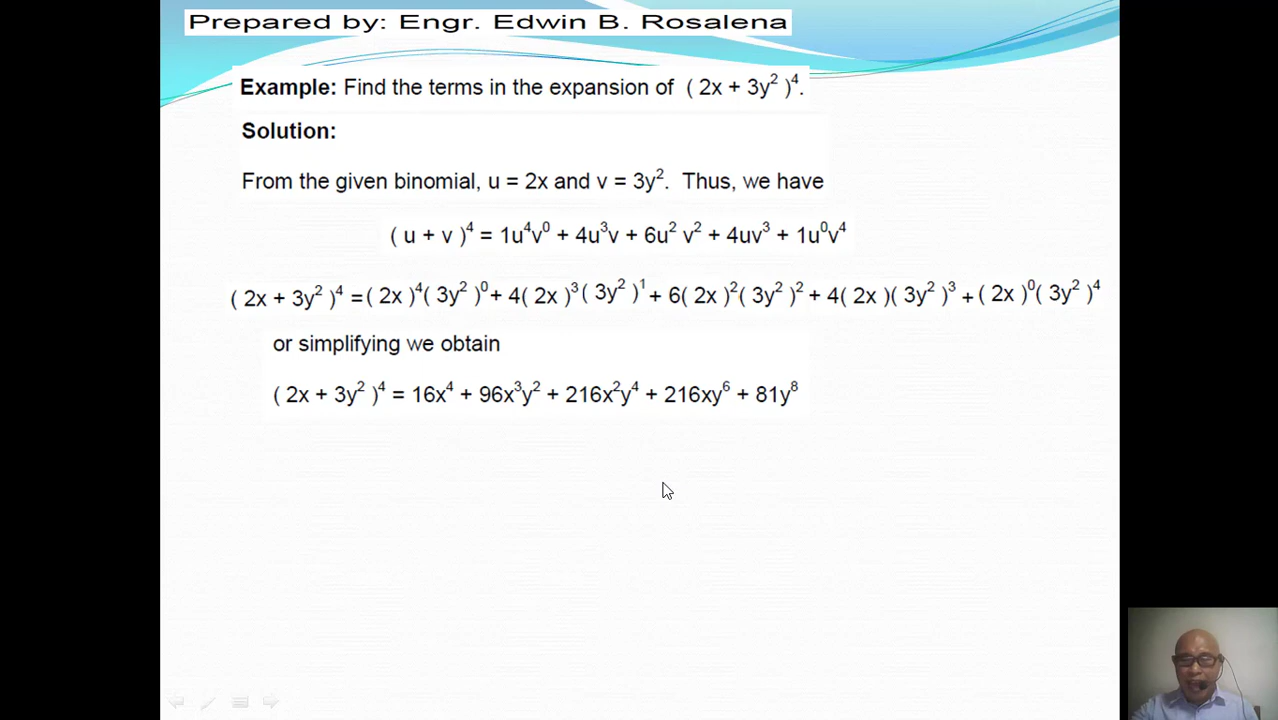 Prepared by: Engr. Edwin B. Rosalena
Example: Find the terms in the expansion of ( 2x + 3y² )⁴.
Solution:
From the given binomial, u = 2x and v = 3y². Thus, we have
( u + v )⁴ = 1u⁴v⁰ + 4u³v + 6u² v² + 4uv³ + 1u⁰v⁴
( 2x + 3y² )⁴ =( 2x )⁴( 3y² )⁰+ 4( 2x )³( 3y² )¹+ 6( 2x )²( 3y² )²+ 4( 2x )( 3y² )³+( 2x )⁰( 3y² )⁴
or simplifying we obtain
( 2x + 3y² )⁴ = 16x⁴ + 96x³y² + 216x²y⁴ + 216xy⁶ + 81y⁸